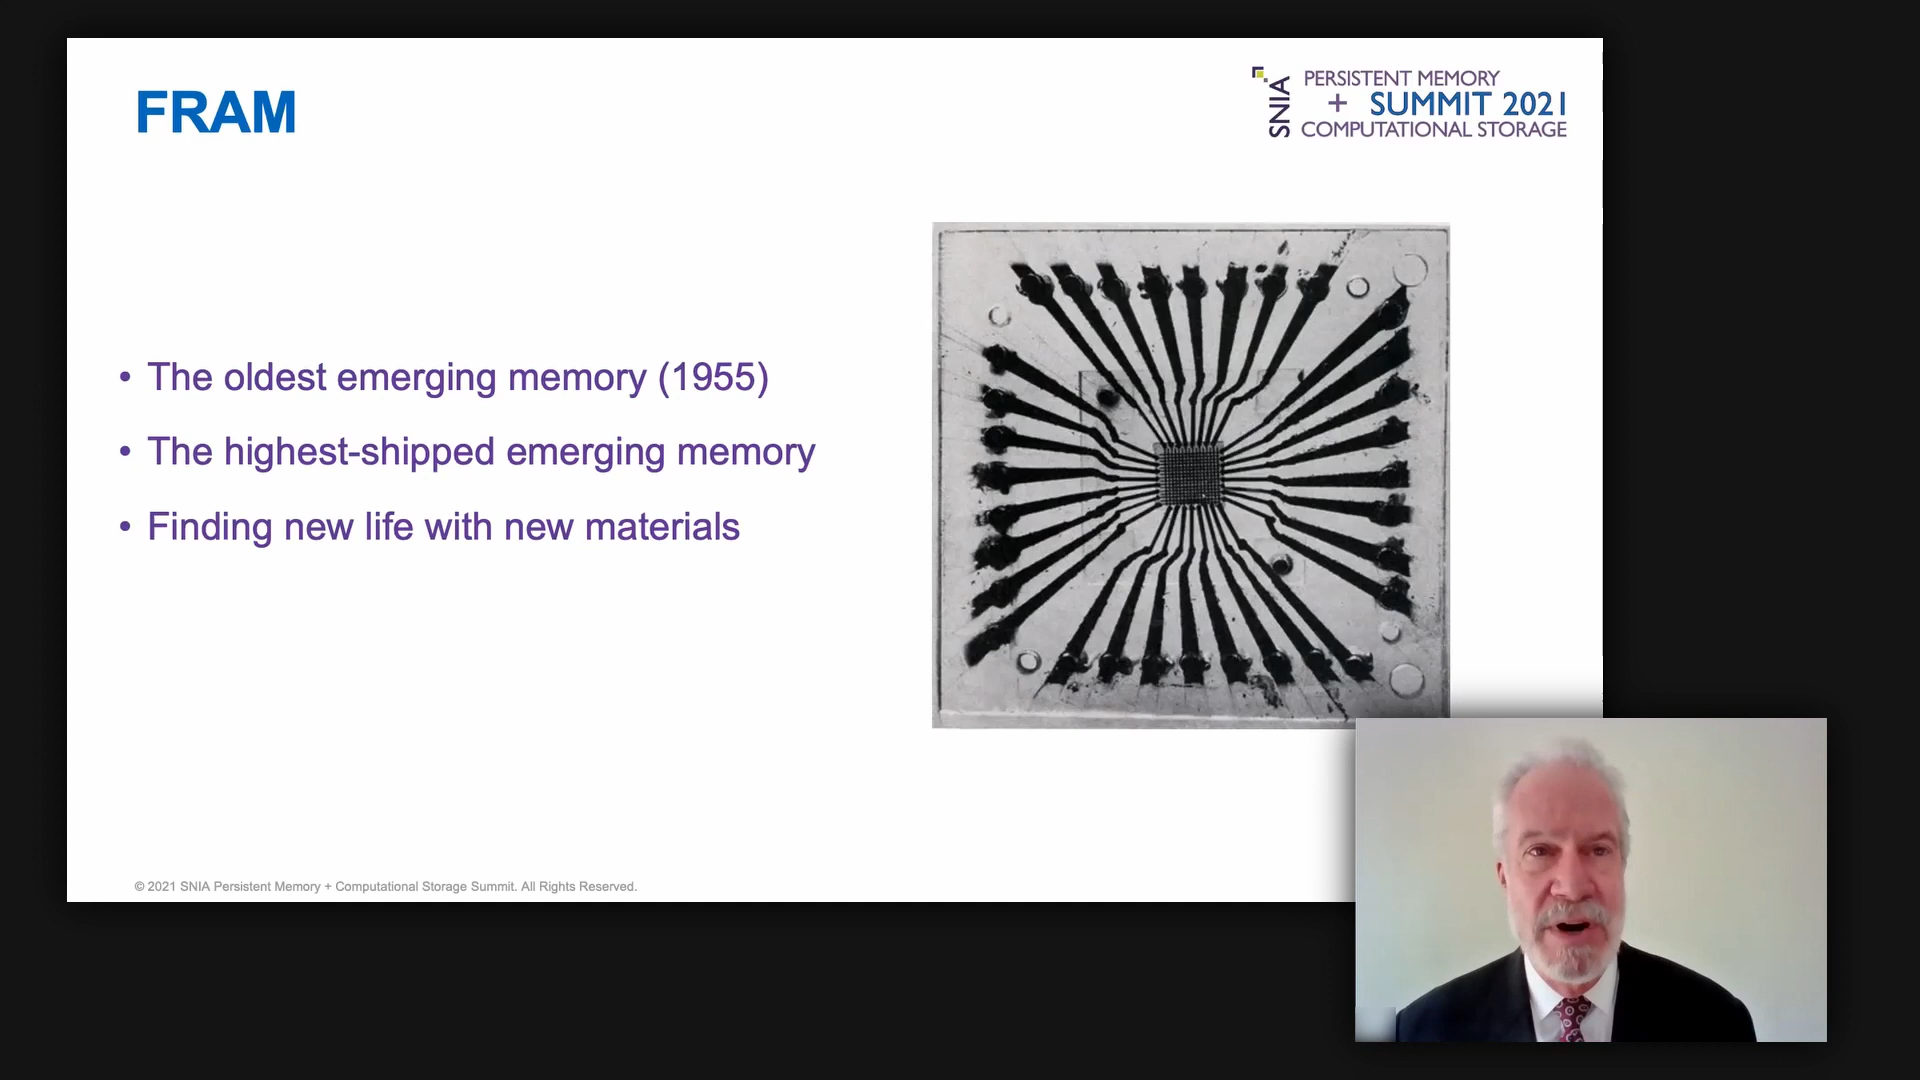 FRAM
SNIA
PERSISTENT MEMORY
+ SUMMIT 2021
COMPUTATIONAL STORAGE
• The oldest emerging memory (1955)
• The highest-shipped emerging memory
• Finding new life with new materials
© 2021 SNIA Persistent Memory + Computational Storage Summit. All Rights Reserved.